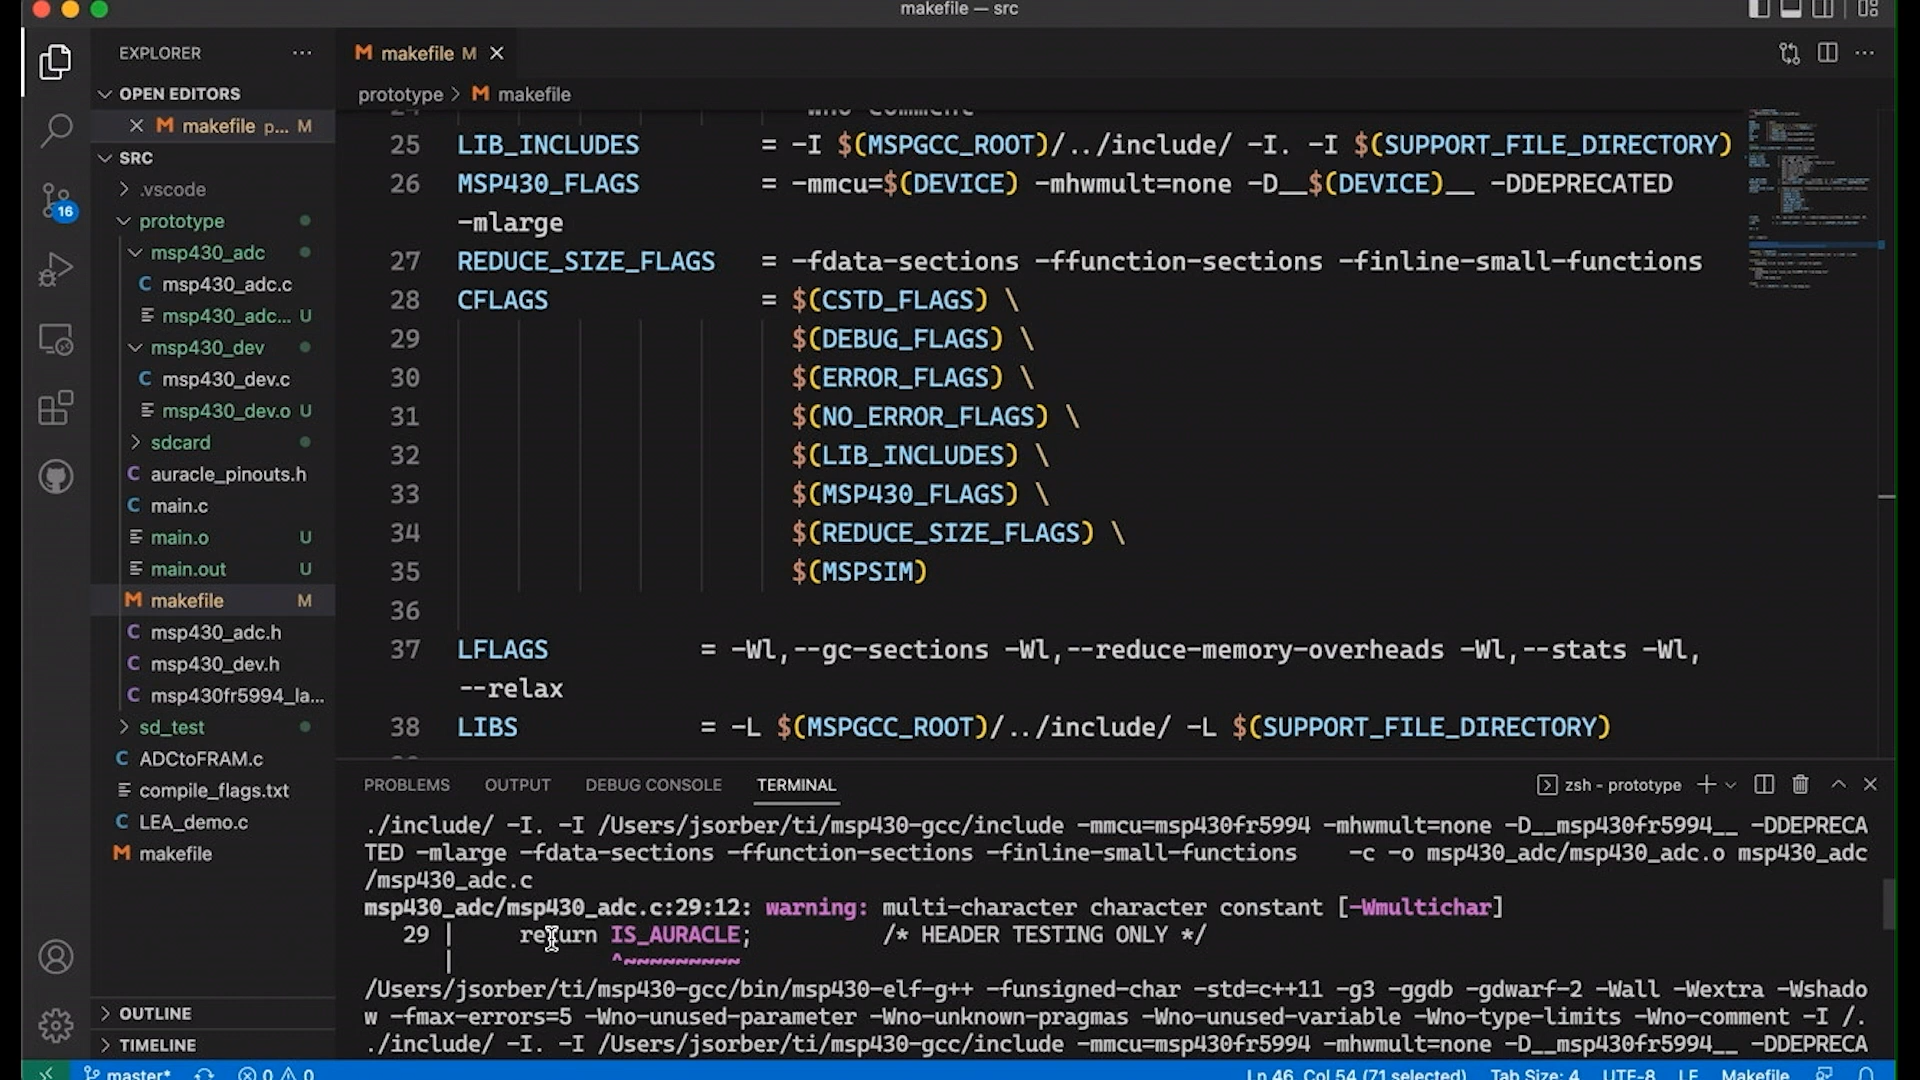 makefile — src
EXPLORER
makefile M
OPEN EDITORS
prototype > M makefile
makefile p... M
SRC
.vscode
prototype
msp430_adc
msp430_adc.c
msp430_adc... U
msp430_dev
msp430_dev.c
msp430_dev.o U
sdcard
auracle_pinouts.h
main.c
main.o U
main.out U
makefile M
msp430_adc.h
msp430_dev.h
msp430fr5994_la...
sd_test
ADCtoFRAM.c
compile_flags.txt
LEA_demo.c
makefile
OUTLINE
TIMELINE
16
25 LIB_INCLUDES = -I $(MSPGCC_ROOT)/../include/ -I. -I $(SUPPORT_FILE_DIRECTORY)
26 MSP430_FLAGS = -mmcu=$(DEVICE) -mhwmult=none -D__$(DEVICE)__ -DDEPRECATED
-mlarge
27 REDUCE_SIZE_FLAGS = -fdata-sections -ffunction-sections -finline-small-functions
28 CFLAGS = $(CSTD_FLAGS) \
29 $(DEBUG_FLAGS) \
30 $(ERROR_FLAGS) \
31 $(NO_ERROR_FLAGS) \
32 $(LIB_INCLUDES) \
33 $(MSP430_FLAGS) \
34 $(REDUCE_SIZE_FLAGS) \
35 $(MSPSIM)
36
37 LFLAGS = -Wl,--gc-sections -Wl,--reduce-memory-overheads -Wl,--stats -Wl,
--relax
38 LIBS = -L $(MSPGCC_ROOT)/../include/ -L $(SUPPORT_FILE_DIRECTORY)
PROBLEMS OUTPUT DEBUG CONSOLE TERMINAL zsh - prototype
./include/ -I. -I /Users/jsorber/ti/msp430-gcc/include -mmcu=msp430fr5994 -mhwmult=none -D__msp430fr5994__ -DDEPRECA
TED -mlarge -fdata-sections -ffunction-sections -finline-small-functions -c -o msp430_adc/msp430_adc.o msp430_adc
/msp430_adc.c
msp430_adc/msp430_adc.c:29:12: warning: multi-character character constant [-Wmultichar]
29 | return IS_AURACLE; /* HEADER TESTING ONLY */
| ^~~~~~~~~~
/Users/jsorber/ti/msp430-gcc/bin/msp430-elf-g++ -funsigned-char -std=c++11 -g3 -ggdb -gdwarf-2 -Wall -Wextra -Wshado
w -fmax-errors=5 -Wno-unused-parameter -Wno-unknown-pragmas -Wno-unused-variable -Wno-type-limits -Wno-comment -I /.
./include/ -I. -I /Users/jsorber/ti/msp430-gcc/include -mmcu=msp430fr5994 -mhwmult=none -D__msp430fr5994__ -DDEPRECA
master* 0 0 Ln 46, Col 54 (71 selected) Tab Size: 4 UTF-8 LF Makefile